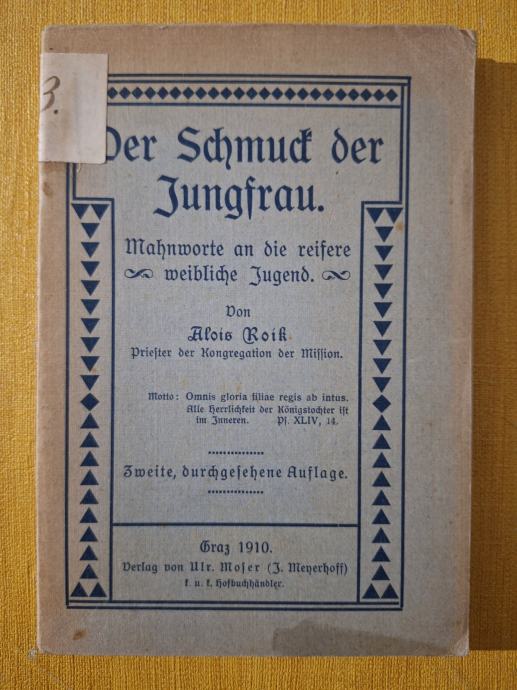 3.
Der Schmuck der
Jungfrau.
Mahnworte an die reifere
weibliche Jugend.
Von
Alois Roik.
Priester der Kongregation der Mission.
Motto: Omnis gloria filiae regis ab intus.
Alle Herrlichkeit der Königstochter ist
im Inneren. Ps. XLIV, 14.
Zweite, durchgesehene Auflage.
Graz 1910.
Verlag von Ulr. Moser (J. Meyerhoff)
k. u. k. Hofbuchhändler.